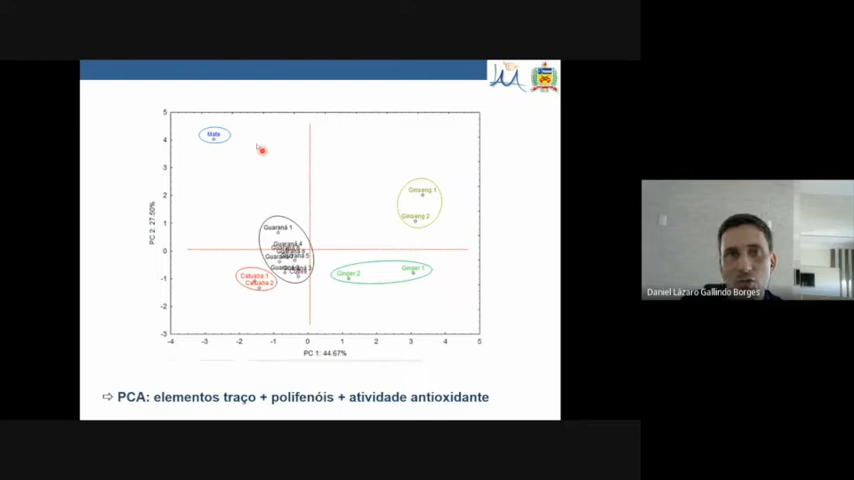 5
4
3
2
1
0
-1
-2
-3
PC 2: 27.50%
Mate
Ginseng 1
Ginseng 2
Guaraná 1
Guaraná 4
Catuaba 1
Catuaba 2
Ginger 2
Ginger 1
-4 -3 -2 -1 0 1 2 3 4 5
PC 1: 44.67%
⇨ PCA: elementos traço + polifenóis + atividade antioxidante
Daniel Lázaro Gallindo Borges